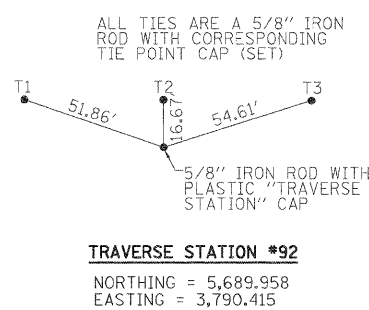 ALL TIES ARE A 5/8" IRON
ROD WITH CORRESPONDING
TIE POINT CAP (SET)
T1
T2
T3
51.86'
16.67'
54.61'
5/8" IRON ROD WITH
PLASTIC "TRAVERSE
STATION" CAP
TRAVERSE STATION #92
NORTHING = 5,689.958
EASTING = 3,790.415